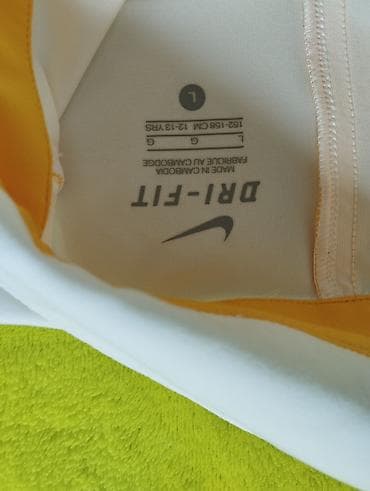 DRI-FIT
MADE IN CAMBODIA
FABRIQUE AU CAMBODGE
L G G
152-158 CM 12-13 YRS
L